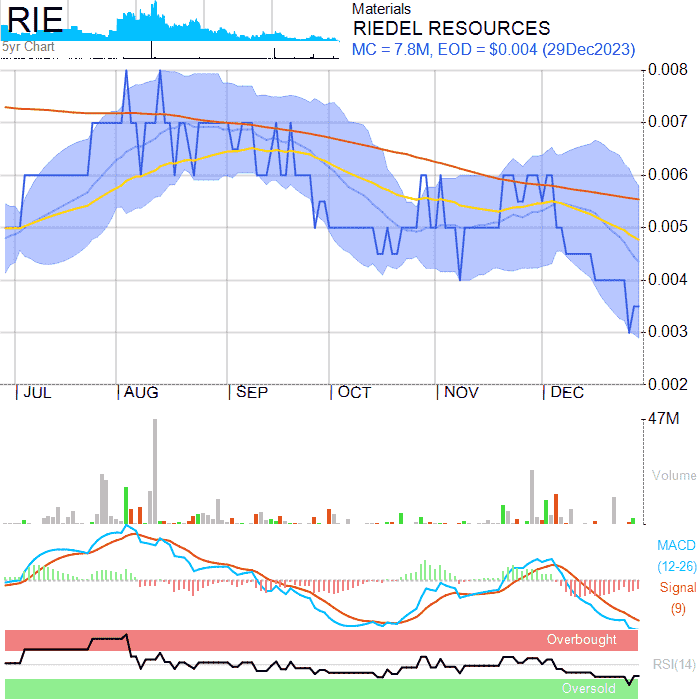 RIE
5yr Chart
Materials
RIEDEL RESOURCES
MC = 7.8M, EOD = $0.004 (29Dec2023)
0.008
0.007
0.006
0.005
0.004
0.003
0.002
JUL AUG SEP OCT NOV DEC
47M
Volume
MACD
(12-26)
Signal
(9)
Overbought
RSI(14)
Oversold